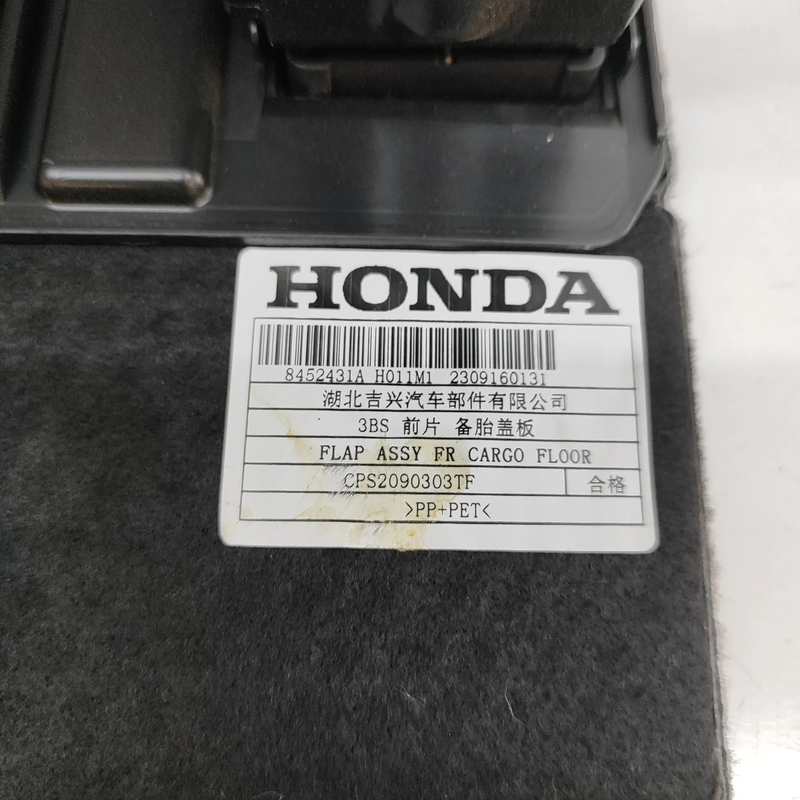 HONDA
8452431A H011M1 2309160131
湖北吉兴汽车部件有限公司
3BS 前片 备胎盖板
FLAP ASSY FR CARGO FLOOR
CPS2090303TF 合格
>PP+PET<